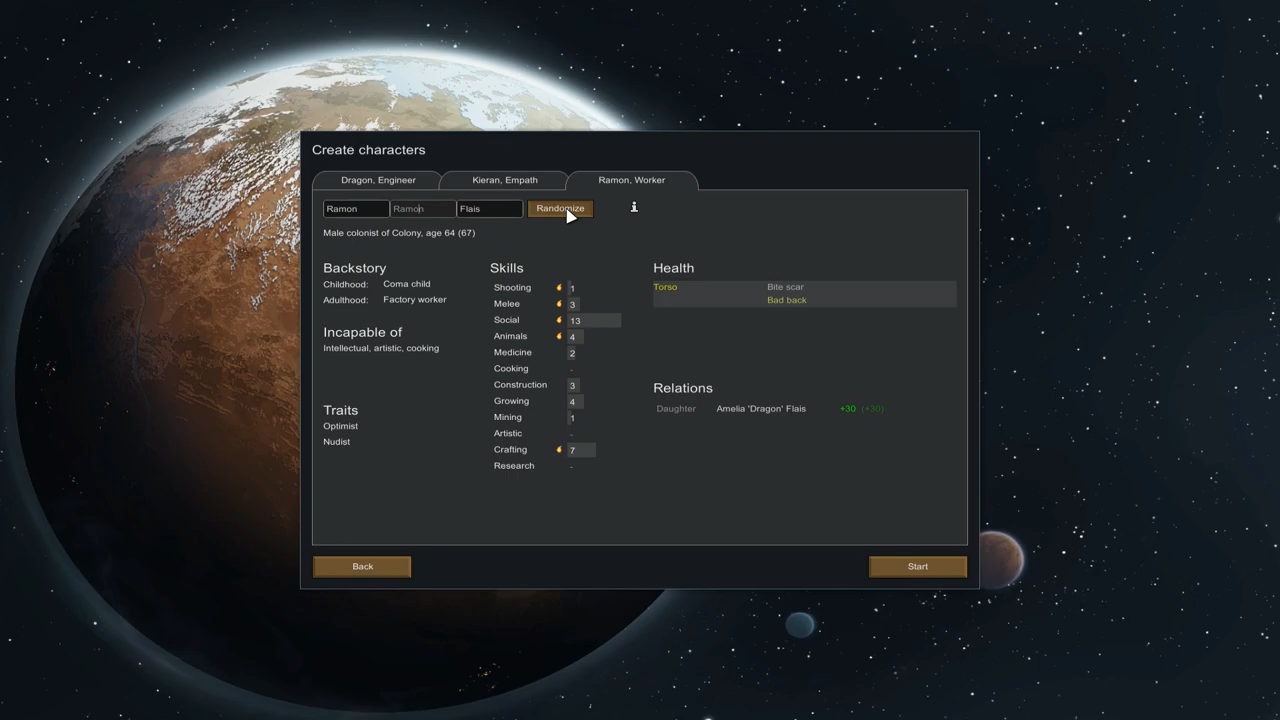 Create characters
Dragon, Engineer
Kieran, Empath
Ramon, Worker
Ramon
Ramon
Flais
Randomize
Male colonist of Colony, age 64 (67)
Backstory
Childhood: Coma child
Adulthood: Factory worker
Incapable of
Intellectual, artistic, cooking
Traits
Optimist
Nudist
Skills
Shooting 1
Melee 3
Social 13
Animals 4
Medicine 2
Cooking -
Construction 3
Growing 4
Mining 1
Artistic -
Crafting 7
Research -
Health
Torso Bite scar
Bad back
Relations
Daughter Amelia 'Dragon' Flais +30 (+30)
Back
Start